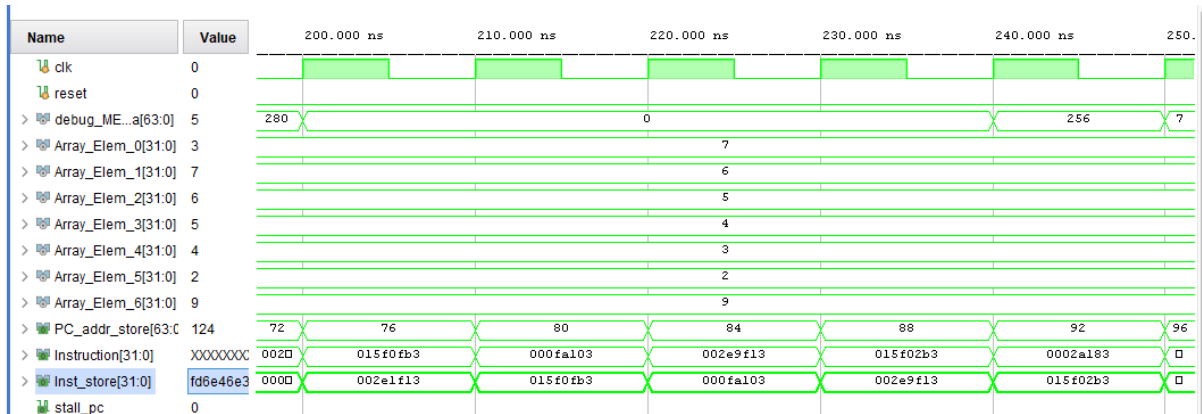 Name Value 200.000 ns 210.000 ns 220.000 ns 230.000 ns 240.000 ns 250.
clk 0
reset 0
debug_ME...a[63:0] 5 280 0 256 7
Array_Elem_0[31:0] 3 7
Array_Elem_1[31:0] 7 6
Array_Elem_2[31:0] 6 5
Array_Elem_3[31:0] 5 4
Array_Elem_4[31:0] 4 3
Array_Elem_5[31:0] 2 2
Array_Elem_6[31:0] 9 9
PC_addr_store[63:0 124 72 76 80 84 88 92 96
Instruction[31:0] XXXXXXXX 002 015f0fb3 000fa103 002e9f13 015f02b3 0002a183
Inst_store[31:0] fd6e46e3 000 002e1f13 015f0fb3 000fa103 002e9f13 015f02b3
stall_pc 0